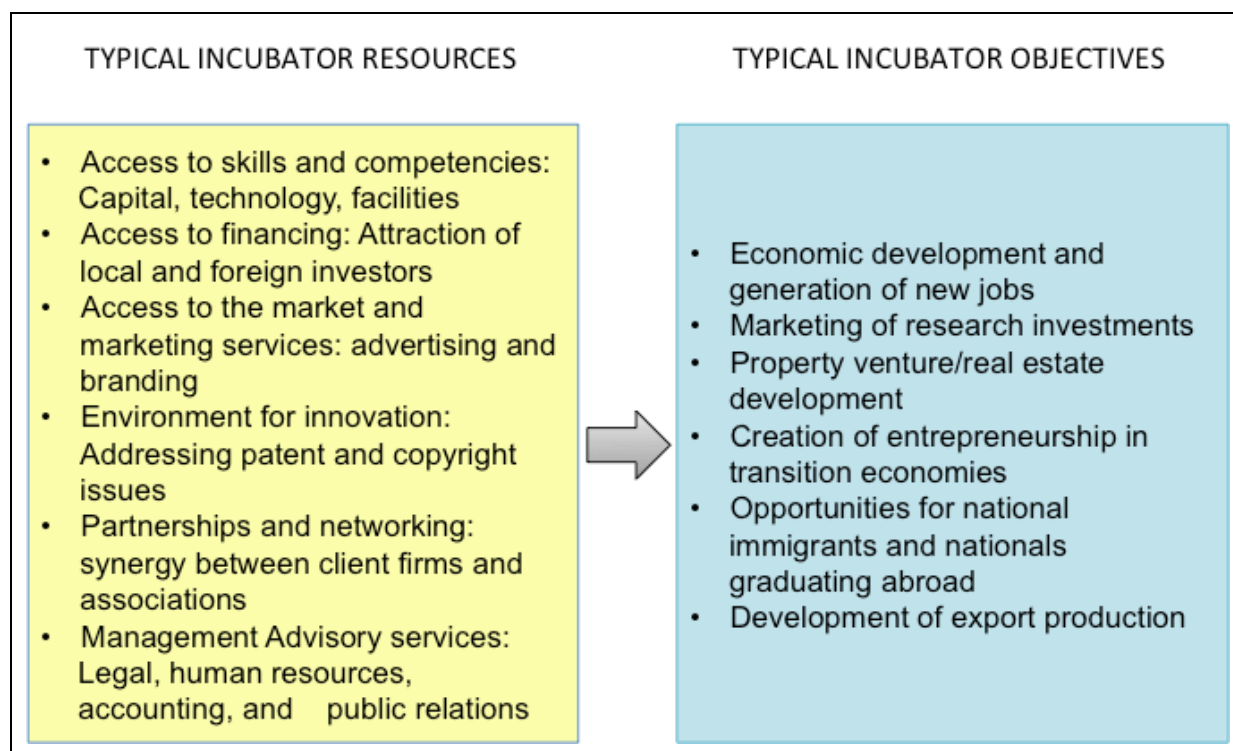 TYPICAL INCUBATOR RESOURCES
• Access to skills and competencies:
Capital, technology, facilities
• Access to financing: Attraction of
local and foreign investors
• Access to the market and
marketing services: advertising and
branding
• Environment for innovation:
Addressing patent and copyright
issues
• Partnerships and networking:
synergy between client firms and
associations
• Management Advisory services:
Legal, human resources,
accounting, and public relations
TYPICAL INCUBATOR OBJECTIVES
• Economic development and
generation of new jobs
• Marketing of research investments
• Property venture/real estate
development
• Creation of entrepreneurship in
transition economies
• Opportunities for national
immigrants and nationals
graduating abroad
• Development of export production